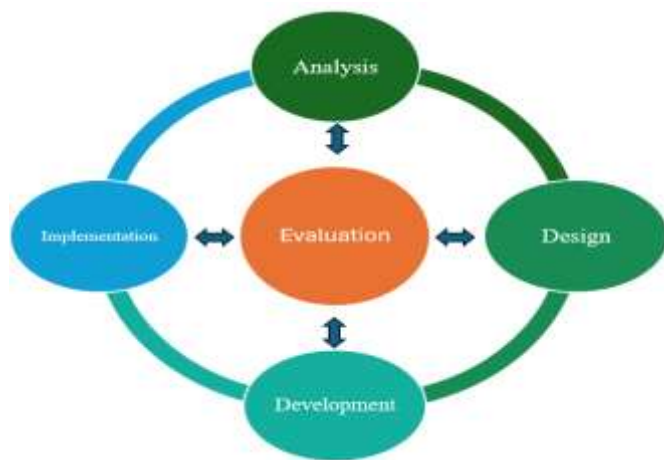 Analysis
Implementation
Evaluation
Design
Development